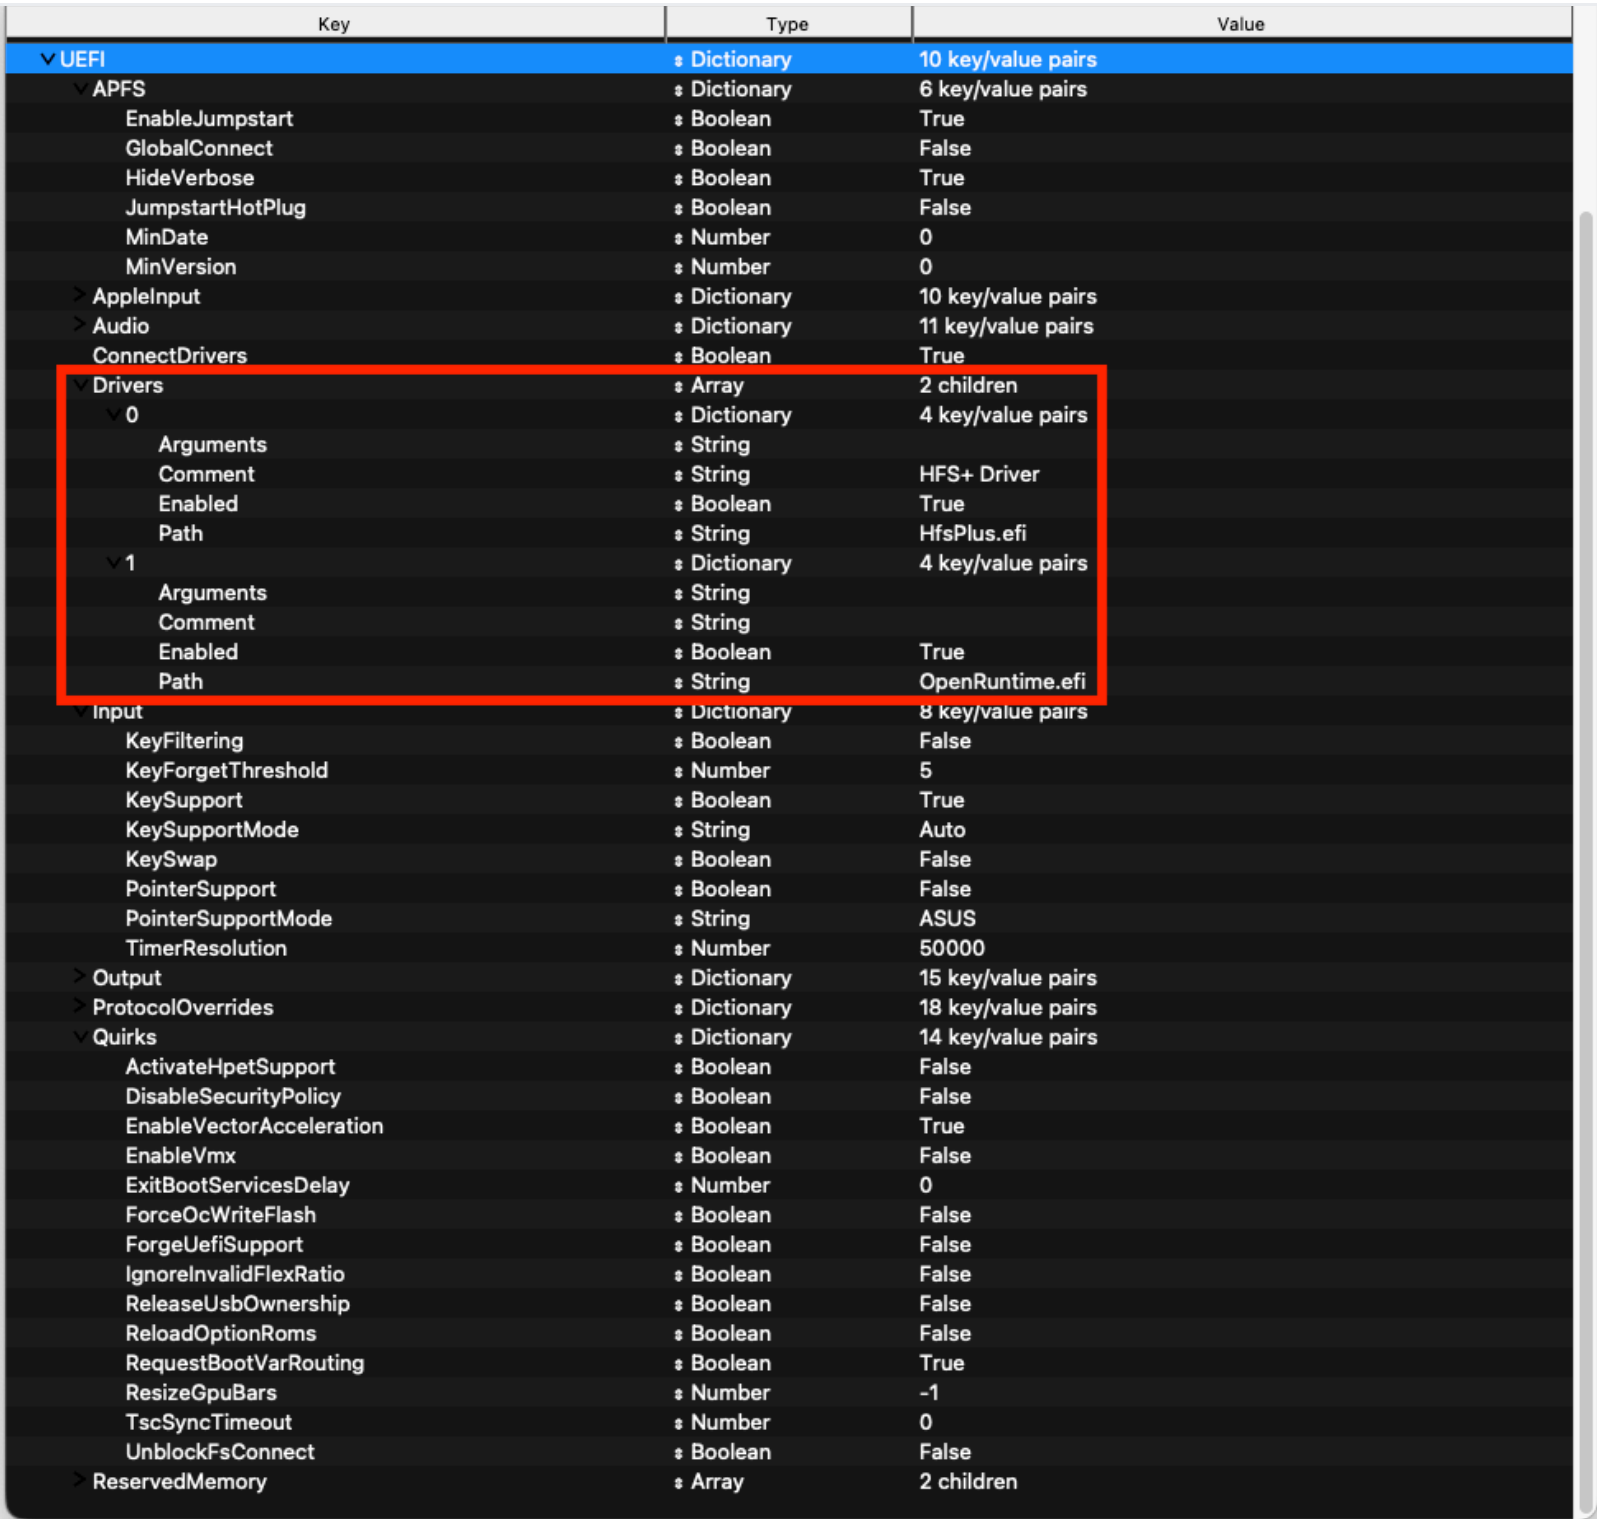 Key Type Value
UEFI Dictionary 10 key/value pairs
APFS Dictionary 6 key/value pairs
EnableJumpstart Boolean True
GlobalConnect Boolean False
HideVerbose Boolean True
JumpstartHotPlug Boolean False
MinDate Number 0
MinVersion Number 0
AppleInput Dictionary 10 key/value pairs
Audio Dictionary 11 key/value pairs
ConnectDrivers Boolean True
Drivers Array 2 children
0 Dictionary 4 key/value pairs
Arguments String
Comment String HFS+ Driver
Enabled Boolean True
Path String HfsPlus.efi
1 Dictionary 4 key/value pairs
Arguments String
Comment String
Enabled Boolean True
Path String OpenRuntime.efi
Input Dictionary 8 key/value pairs
KeyFiltering Boolean False
KeyForgetThreshold Number 5
KeySupport Boolean True
KeySupportMode String Auto
KeySwap Boolean False
PointerSupport Boolean False
PointerSupportMode String ASUS
TimerResolution Number 50000
Output Dictionary 15 key/value pairs
ProtocolOverrides Dictionary 18 key/value pairs
Quirks Dictionary 14 key/value pairs
ActivateHpetSupport Boolean False
DisableSecurityPolicy Boolean False
EnableVectorAcceleration Boolean True
EnableVmx Boolean False
ExitBootServicesDelay Number 0
ForceOcWriteFlash Boolean False
ForgeUefiSupport Boolean False
IgnoreInvalidFlexRatio Boolean False
ReleaseUsbOwnership Boolean False
ReloadOptionRoms Boolean False
RequestBootVarRouting Boolean True
ResizeGpuBars Number -1
TscSyncTimeout Number 0
UnblockFsConnect Boolean False
ReservedMemory Array 2 children